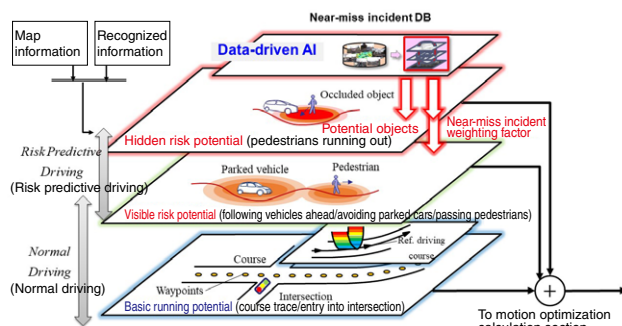 Near-miss incident DB
Map
information
Recognized
information
Data-driven AI
Occluded object
Potential objects
Hidden risk potential (pedestrians running out)
Near-miss incident
weighting factor
Risk Predictive
Driving
(Risk predictive driving)
Parked vehicle
Pedestrian
Visible risk potential (following vehicles ahead/avoiding parked cars/passing pedestrians)
Normal
Driving
(Normal driving)
Ref. driving
course
Course
Waypoints
Intersection
Basic running potential (course trace/entry into intersection)
To motion optimization
calculation section